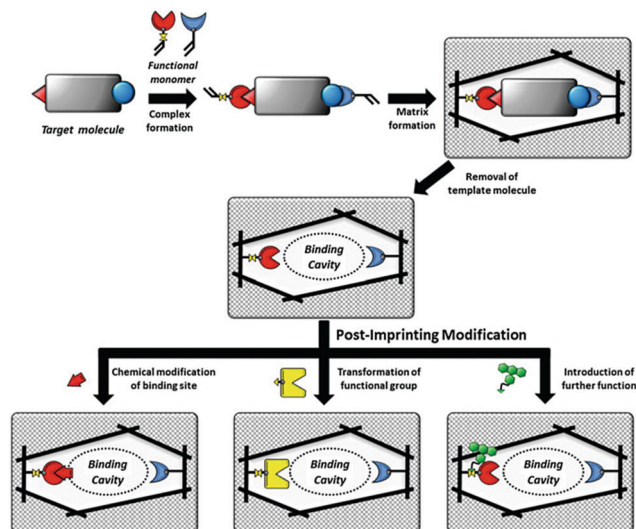 Functional
monomer
Target molecule
Complex
formation
Matrix
formation
Removal of
template molecule
Binding
Cavity
Post-Imprinting Modification
Chemical modification
of binding site
Transformation of
functional group
Introduction of
further function
Binding
Cavity
Binding
Cavity
Binding
Cavity